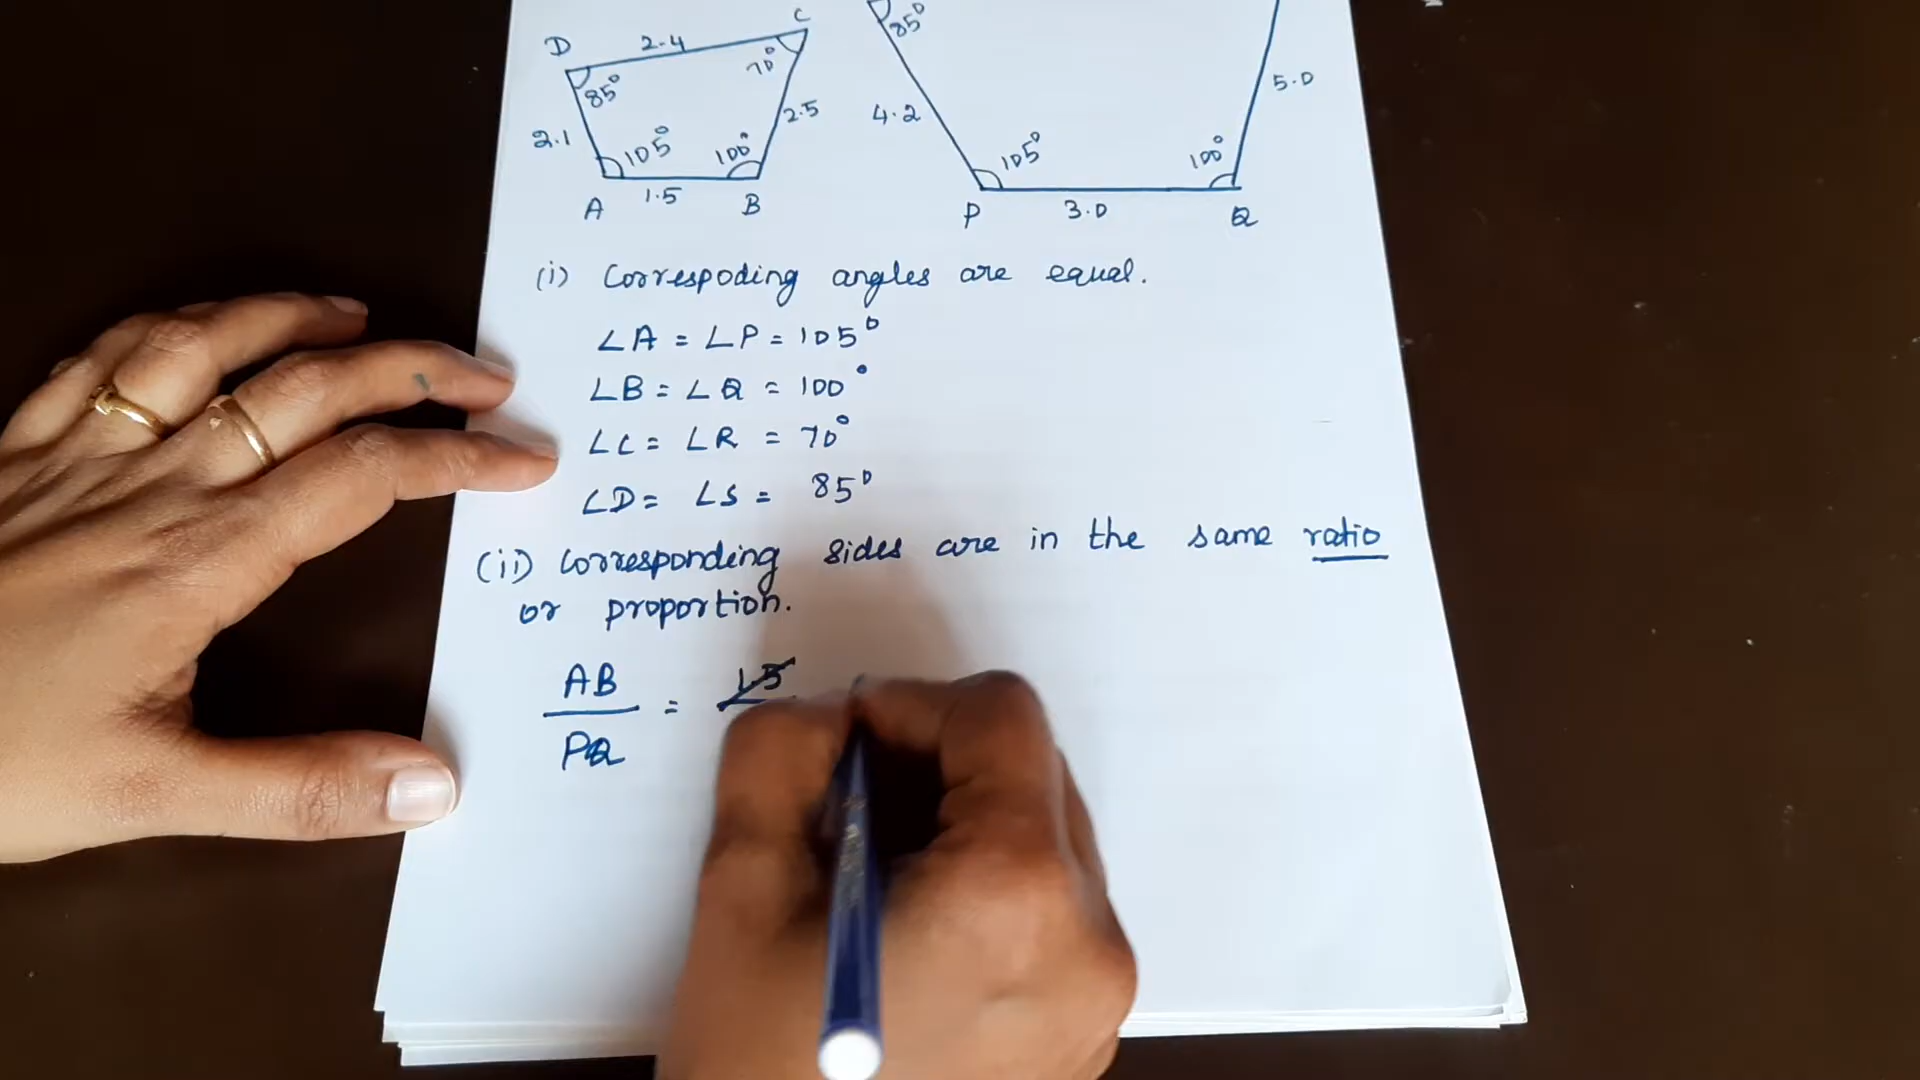 C
D
2.4
85°
70°
85°
2.5
5.0
2.1
4.2
105°
100°
105°
100°
1.5
A
B
3.0
P
Q
(i) Correspoding angles are equal.
∠A = ∠P = 105°
∠B = ∠Q = 100°
∠C = ∠R = 70°
∠D = ∠S = 85°
(ii) Corresponding sides are in the same ratio
or proportion.
AB
= 1.5
PQ